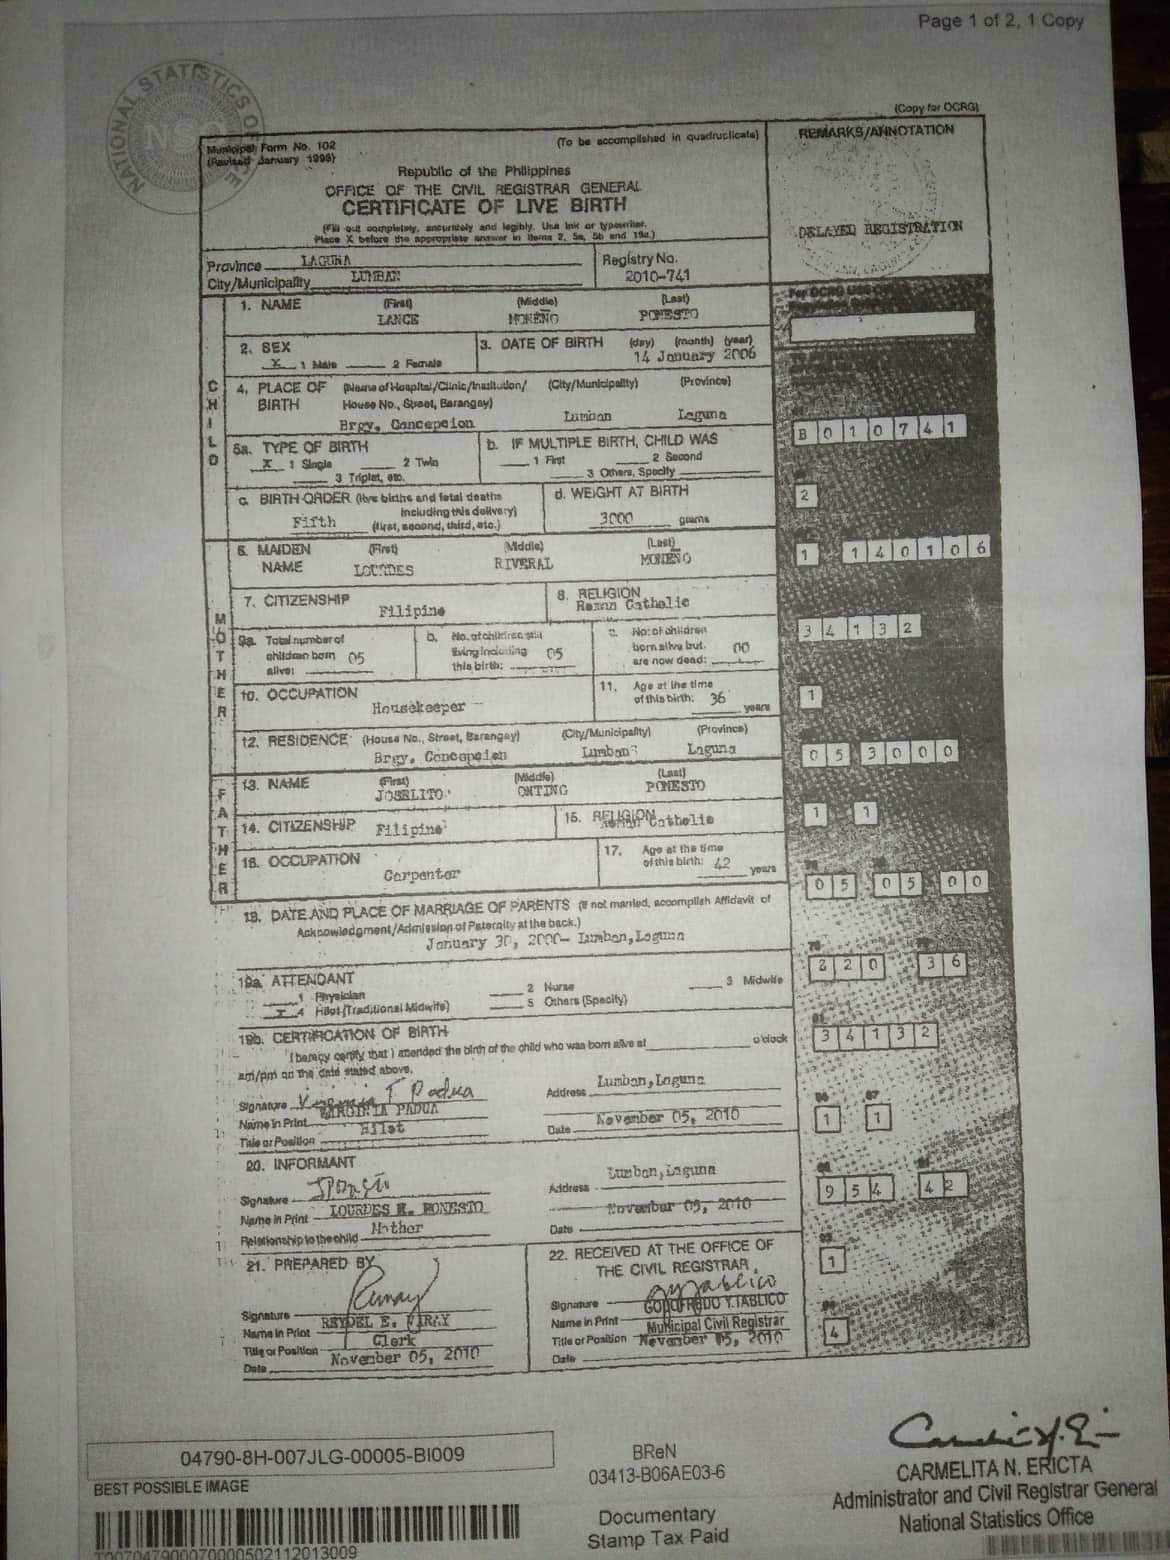 Page 1 of 2, 1 Copy
NATIONAL STATISTICS OFFICE
NSO
(Copy for OCRG)
Municipal Form No. 102
(To be accomplished in quadruplicate)
(Revised January 1993)
REMARKS/ANNOTATION
Republic of the Philippines
OFFICE OF THE CIVIL REGISTRAR GENERAL
CERTIFICATE OF LIVE BIRTH
(Fill out completely, accurately and legibly. Use ink or typewriter.
Place X before the appropriate answer in items 2, 5a, 5b and 19a.)
DELAYED REGISTRATION
Province LAGUNA
City/Municipality LUMBAN
Registry No.
2010-741
For OCRG USE
CHILD
1. NAME (First) (Middle) (Last)
LANCE MOREÑO PONESTO
2. SEX
X 1 Male 2 Female
3. DATE OF BIRTH (day) (month) (year)
14 January 2006
4. PLACE OF BIRTH (Name of Hospital/Clinic/Institution/ (City/Municipality) (Province)
House No., Street, Barangay)
Brgy. Concepcion Lumban Laguna
B 0 1 0 7 4 1
5a. TYPE OF BIRTH
X 1 Single 2 Twin
3 Triplet, etc.
b. IF MULTIPLE BIRTH, CHILD WAS
1 First 2 Second
3 Others, Specify
c. BIRTH ORDER (live births and fetal deaths
including this delivery)
Fifth (first, second, third, etc.)
d. WEIGHT AT BIRTH
3000 grams
2
MOTHER
6. MAIDEN NAME (First) (Middle) (Last)
LOURDES RIVERAL MOREÑO
1 1 4 0 1 0 6
7. CITIZENSHIP Filipino
8. RELIGION
Roman Catholic
3 4 1 3 2
9a. Total number of
children born 05
alive:
b. No. of children still
living including 05
this birth:
c. No. of children
born alive but 00
are now dead:
10. OCCUPATION
Housekeeper
11. Age at the time
of this birth: 36 years
1
12. RESIDENCE (House No., Street, Barangay) (City/Municipality) (Province)
Brgy. Concepcion Lumban Laguna
0 5 3 0 0 0
FATHER
13. NAME (First) (Middle) (Last)
JOSELITO ONTING PONESTO
14. CITIZENSHIP Filipino
15. RELIGION
Roman Catholic
1 1
16. OCCUPATION
Carpenter
17. Age at the time
of this birth: 42 years
0 5 0 5 0 0
18. DATE AND PLACE OF MARRIAGE OF PARENTS (If not married, accomplish Affidavit of
Acknowledgment/Admission of Paternity at the back.)
January 30, 2000- Lumban, Laguna
2 2 0 3 6
19a. ATTENDANT
1 Physician 2 Nurse 3 Midwife
X 4 Hilot (Traditional Midwife) 5 Others (Specify)
3 4 1 3 2
19b. CERTIFICATION OF BIRTH
I hereby certify that I attended the birth of the child who was born alive at o'clock
am/pm on the date stated above.
Signature Virginia T Padua
Name in Print VIRGINIA PADUA
Title or Position Hilot
Address Lumban, Laguna
Date November 05, 2010
1 1
20. INFORMANT
Signature
Name in Print LOURDES M. PONESTO
Relationship to the child Mother
Address Lumban, Laguna
Date November 05, 2010
9 5 4 4 2
21. PREPARED BY
Signature
Name in Print REYDEL E.
Title or Position Clerk
Date November 05, 2010
22. RECEIVED AT THE OFFICE OF
THE CIVIL REGISTRAR
Signature
Name in Print GODOFREDO Y. TABLICO
Title or Position Municipal Civil Registrar
Date November 05, 2010
1
4
04790-8H-007JLG-00005-BI009
BEST POSSIBLE IMAGE
BReN
03413-B06AE03-6
Documentary
Stamp Tax Paid
CARMELITA N. ERICTA
Administrator and Civil Registrar General
National Statistics Office
T007047900070000502112013009